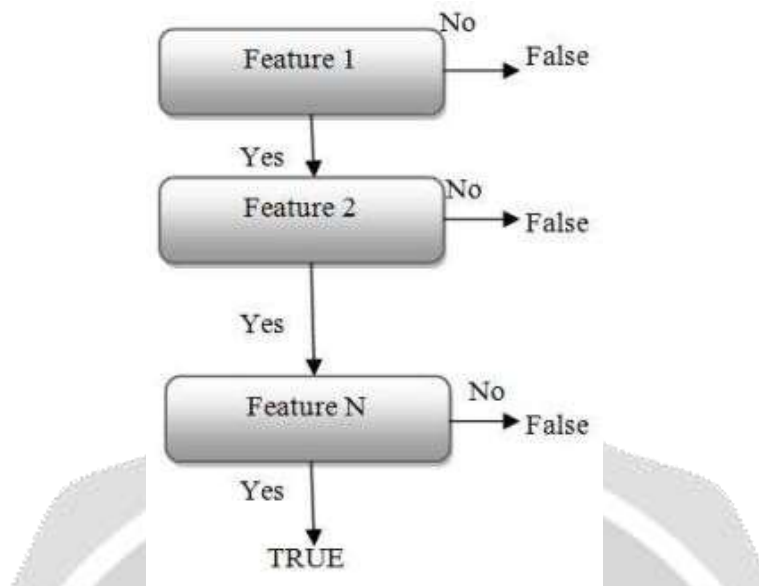 No
Feature 1
False
Yes
No
Feature 2
False
Yes
No
Feature N
False
Yes
TRUE